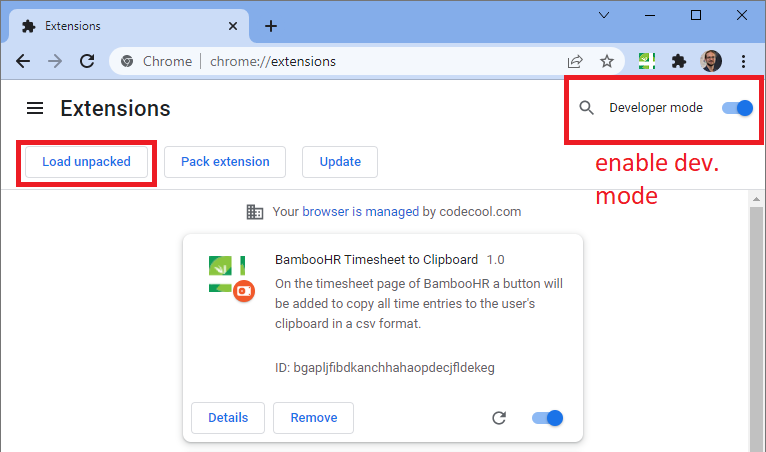 Extensions
Chrome | chrome://extensions
Extensions
Developer mode
Load unpacked
Pack extension
Update
enable dev.
mode
Your browser is managed by codecool.com
BambooHR Timesheet to Clipboard 1.0
On the timesheet page of BambooHR a button will
be added to copy all time entries to the user's
clipboard in a csv format.
ID: bgapljfibdkanchhahaopdecjfldekeg
Details
Remove